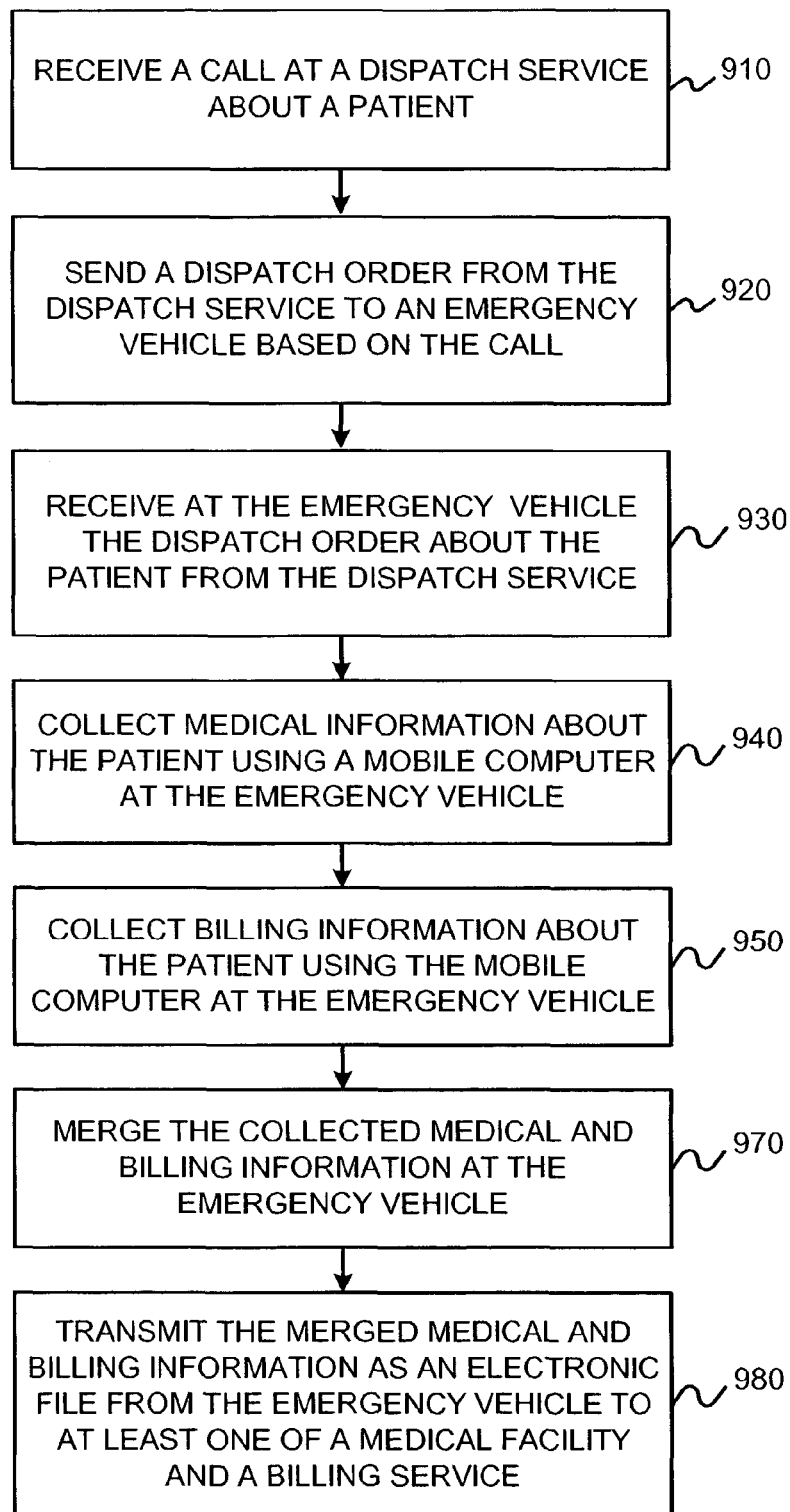 RECEIVE A CALL AT A DISPATCH SERVICE
ABOUT A PATIENT
910
SEND A DISPATCH ORDER FROM THE
DISPATCH SERVICE TO AN EMERGENCY
VEHICLE BASED ON THE CALL
920
RECEIVE AT THE EMERGENCY VEHICLE
THE DISPATCH ORDER ABOUT THE
PATIENT FROM THE DISPATCH SERVICE
930
COLLECT MEDICAL INFORMATION ABOUT
THE PATIENT USING A MOBILE COMPUTER
AT THE EMERGENCY VEHICLE
940
COLLECT BILLING INFORMATION ABOUT
THE PATIENT USING THE MOBILE
COMPUTER AT THE EMERGENCY VEHICLE
950
MERGE THE COLLECTED MEDICAL AND
BILLING INFORMATION AT THE
EMERGENCY VEHICLE
970
TRANSMIT THE MERGED MEDICAL AND
BILLING INFORMATION AS AN ELECTRONIC
FILE FROM THE EMERGENCY VEHICLE TO
AT LEAST ONE OF A MEDICAL FACILITY
AND A BILLING SERVICE
980